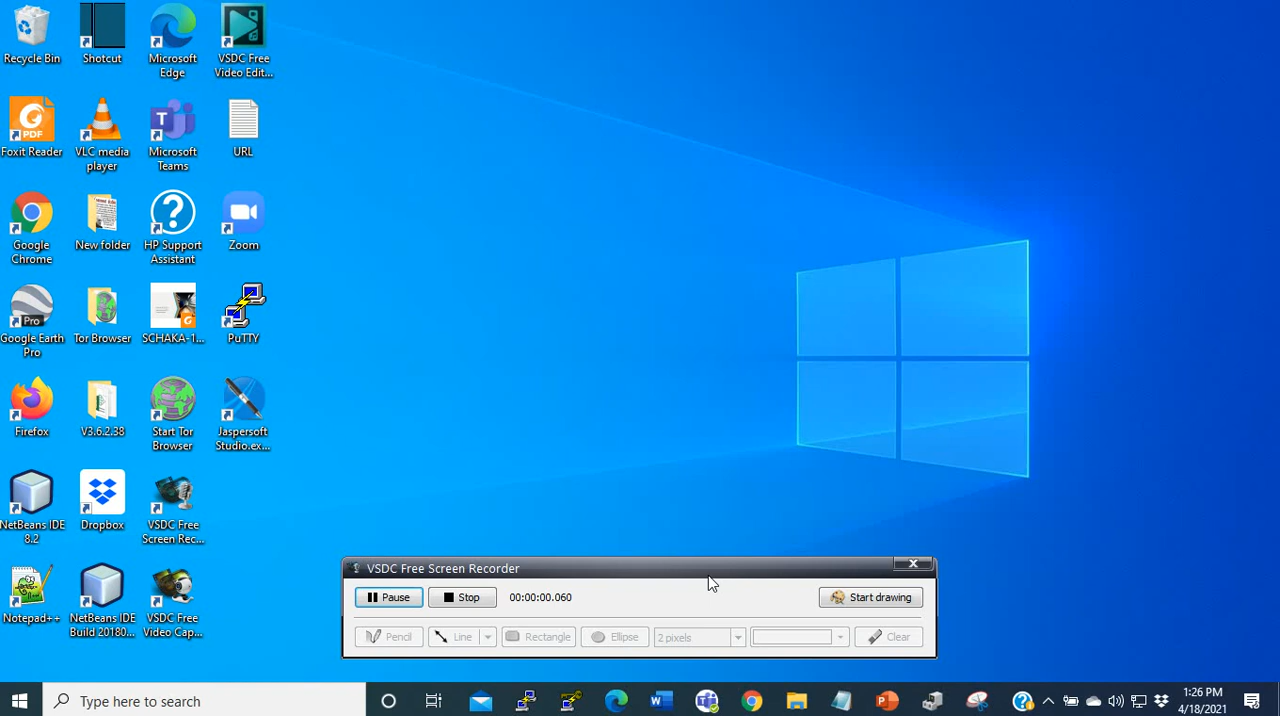 Recycle Bin
Shotcut
Microsoft
Edge
VSDC Free
Video Edit...
PDF
Foxit Reader
VLC media
player
Microsoft
Teams
URL
Google
Chrome
New folder
HP Support
Assistant
Zoom
Pro
Google Earth
Pro
Tor Browser
SCHAKA-1...
PuTTY
Firefox
V3.6.2.38
Start Tor
Browser
Jaspersoft
Studio.ex...
NetBeans IDE
8.2
Dropbox
VSDC Free
Screen Rec...
Notepad++
NetBeans IDE
Build 20180...
VSDC Free
Video Cap...
VSDC Free Screen Recorder
Pause
Stop
00:00:00.060
Start drawing
Pencil
Line
Rectangle
Ellipse
2 pixels
Clear
Type here to search
1:26 PM
4/18/2021